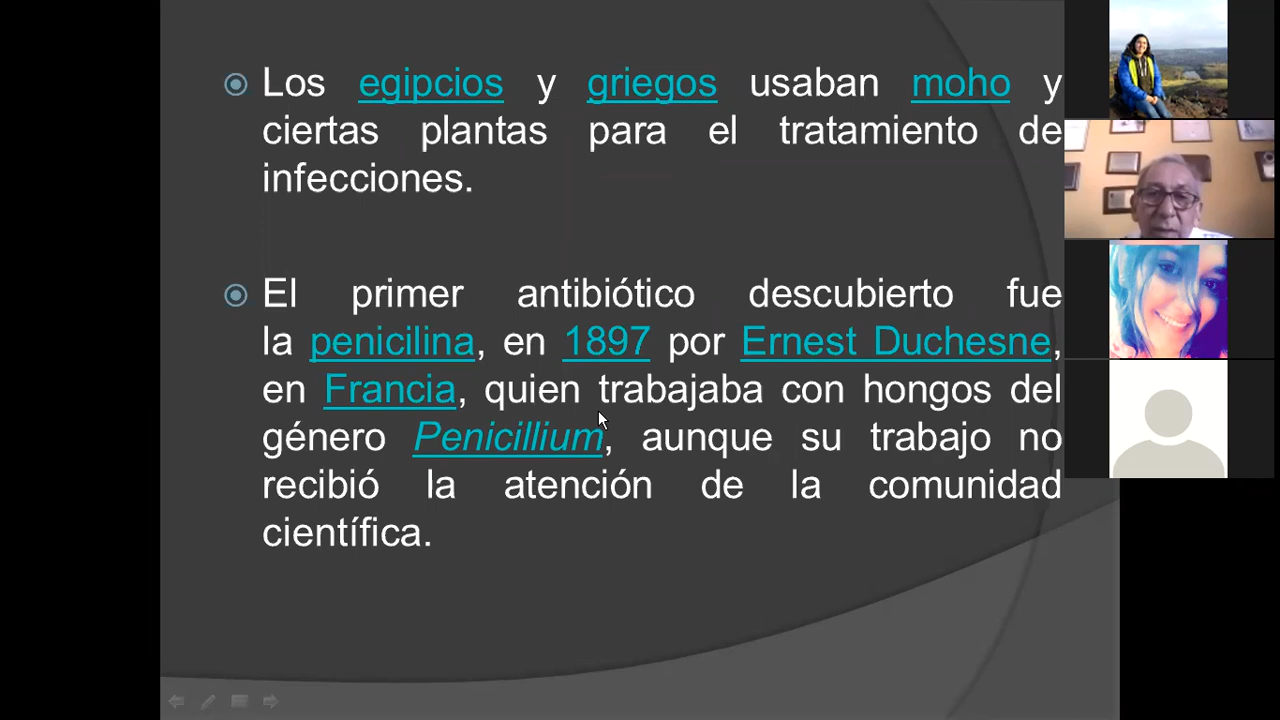 Los egipcios y griegos usaban moho y
ciertas plantas para el tratamiento de
infecciones.
El primer antibiótico descubierto fue
la penicilina, en 1897 por Ernest Duchesne,
en Francia, quien trabajaba con hongos del
género Penicillium, aunque su trabajo no
recibió la atención de la comunidad
científica.